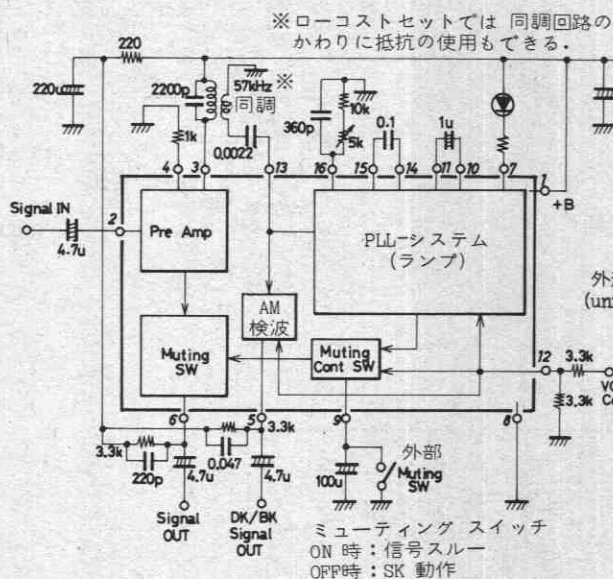 ※ローコストセットでは 同調回路の
かわりに抵抗の使用もできる.
220
220u
2200p
57kHz ※
同調
1k
0.0022
360p
10k
5k
0.1
1u
4 3 13 16 15 14 11 10 7
1
+B
Signal IN
2
4.7u
Pre Amp
PLL-システム
(ランプ)
AM
検波
Muting
SW
Muting
Cont SW
12
3.3k
3.3k
6 5 9 8
3.3k
3.3k
220p
4.7u
0.047
4.7u
100u
外部
Muting
SW
Signal
OUT
DK/BK
Signal
OUT
ミューティング スイッチ
ON 時:信号スルー
OFF時:SK 動作